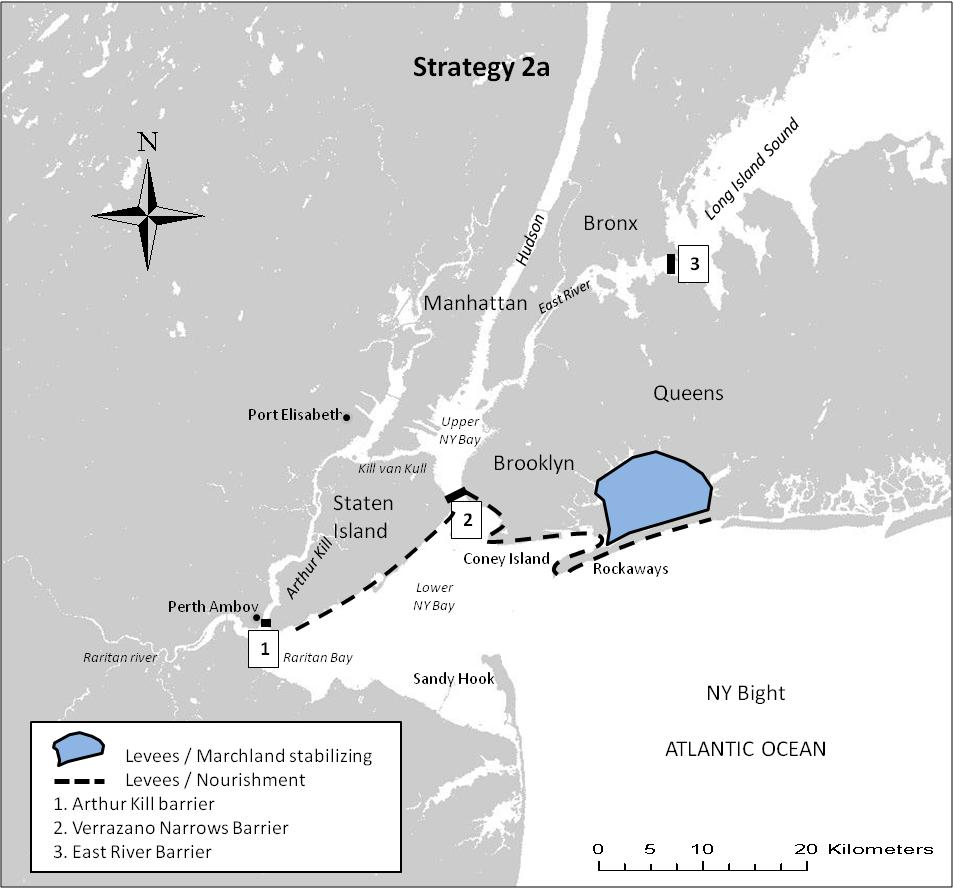 Strategy 2a
N
Long Island Sound
Hudson
Bronx
3
East River
Manhattan
Queens
Port Elisabeth
Upper
NY Bay
Kill van Kull
Brooklyn
Staten
Island
2
Arthur Kill
Coney Island
Rockaways
Lower
NY Bay
Perth Amboy
1
Raritan river
Raritan Bay
Sandy Hook
NY Bight
ATLANTIC OCEAN
Levees / Marchland stabilizing
Levees / Nourishment
1. Arthur Kill barrier
2. Verrazano Narrows Barrier
3. East River Barrier
0 5 10 20 Kilometers